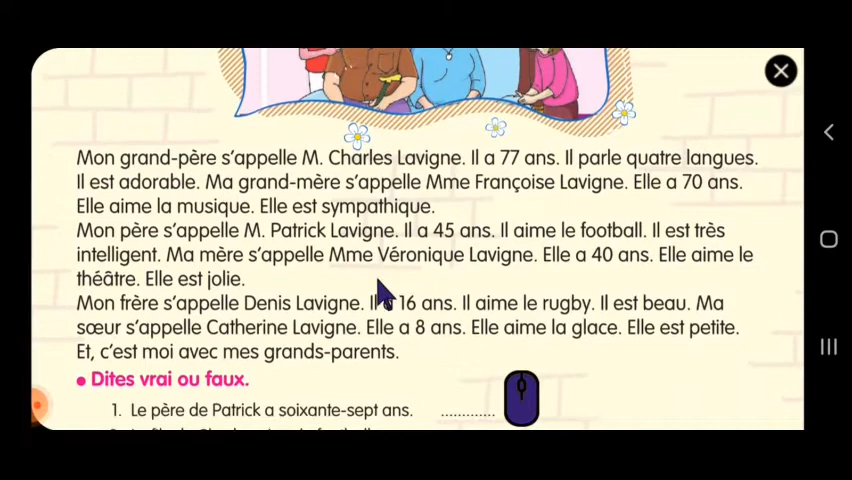 Mon grand-père s'appelle M. Charles Lavigne. Il a 77 ans. Il parle quatre langues.
Il est adorable. Ma grand-mère s'appelle Mme Françoise Lavigne. Elle a 70 ans.
Elle aime la musique. Elle est sympathique.
Mon père s'appelle M. Patrick Lavigne. Il a 45 ans. Il aime le football. Il est très
intelligent. Ma mère s'appelle Mme Véronique Lavigne. Elle a 40 ans. Elle aime le
théâtre. Elle est jolie.
Mon frère s'appelle Denis Lavigne. Il a 16 ans. Il aime le rugby. Il est beau. Ma
sœur s'appelle Catherine Lavigne. Elle a 8 ans. Elle aime la glace. Elle est petite.
Et, c'est moi avec mes grands-parents.
• Dites vrai ou faux.
1. Le père de Patrick a soixante-sept ans. .............